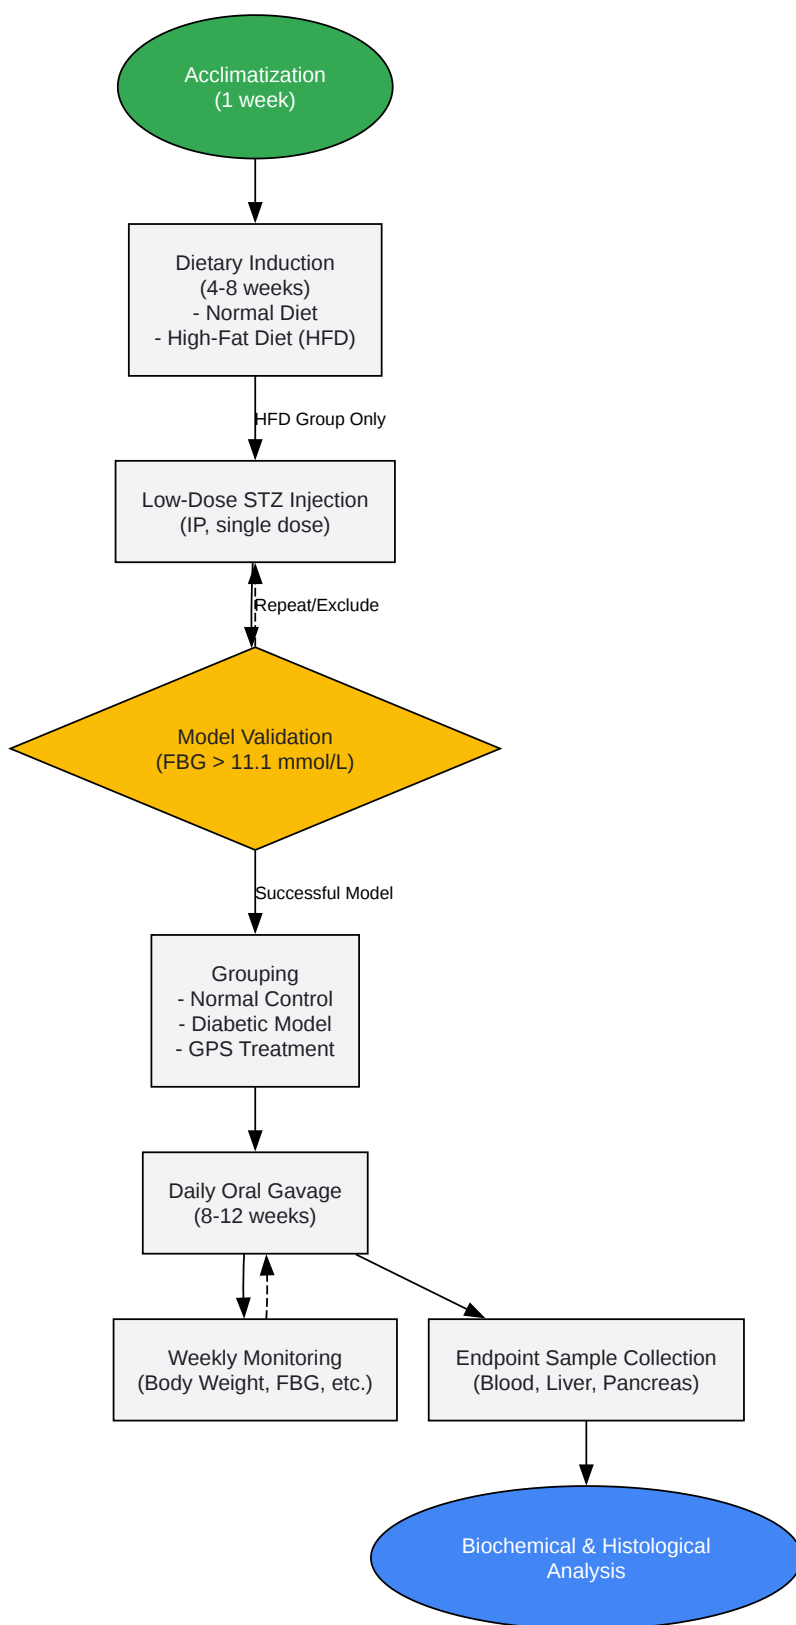 Acclimatization
(1 week)
Dietary Induction
(4-8 weeks)
- Normal Diet
- High-Fat Diet (HFD)
HFD Group Only
Low-Dose STZ Injection
(IP, single dose)
Repeat/Exclude
Model Validation
(FBG > 11.1 mmol/L)
Successful Model
Grouping
- Normal Control
- Diabetic Model
- GPS Treatment
Daily Oral Gavage
(8-12 weeks)
Weekly Monitoring
(Body Weight, FBG, etc.)
Endpoint Sample Collection
(Blood, Liver, Pancreas)
Biochemical & Histological
Analysis